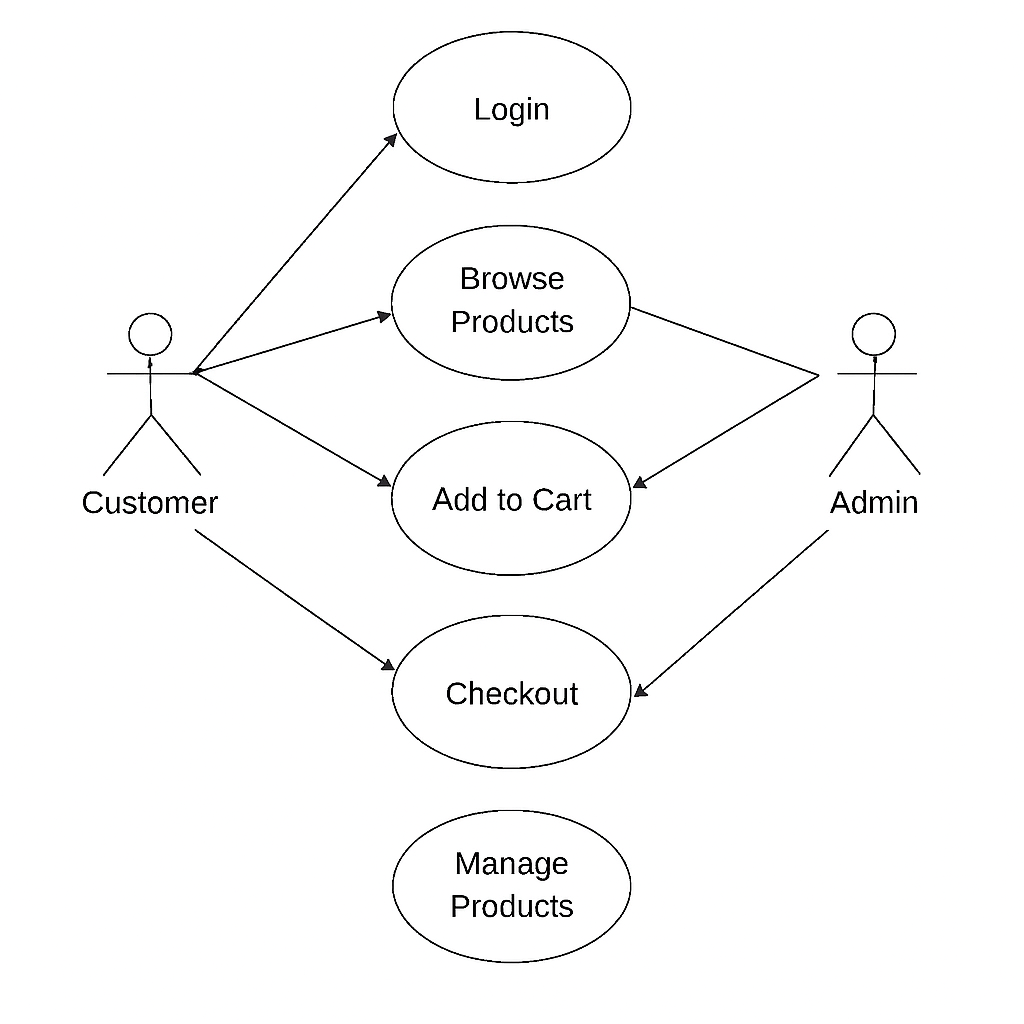 Login
Browse
Products
Add to Cart
Customer
Admin
Checkout
Manage
Products